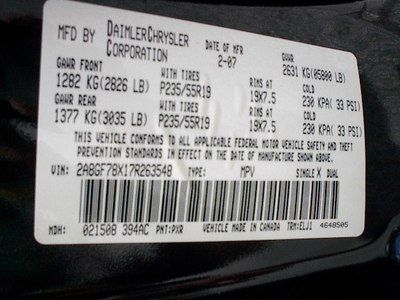 MFD BY DAIMLERCHRYSLER CORPORATION DATE OF MFR 2-07 GVWR 2631 KG(05800 LB)
GAWR FRONT WITH TIRES RIMS AT COLD
1282 KG(2826 LB) P235/55R19 19X7.5 230 KPA( 33 PSI)
GAWR REAR WITH TIRES RIMS AT COLD
1377 KG(3035 LB) P235/55R19 19X7.5 230 KPA( 33 PSI)
THIS VEHICLE CONFORMS TO ALL APPLICABLE FEDERAL MOTOR VEHICLE SAFETY AND THEFT
PREVENTION STANDARDS IN EFFECT ON THE DATE OF MANUFACTURE SHOWN ABOVE.
VIN: 2A8GF78X17R263548 TYPE: MPV SINGLE X DUAL
MDH: 021508 394AC PNT: PXR VEHICLE MADE IN CANADA TRM: ELJ1 4648505